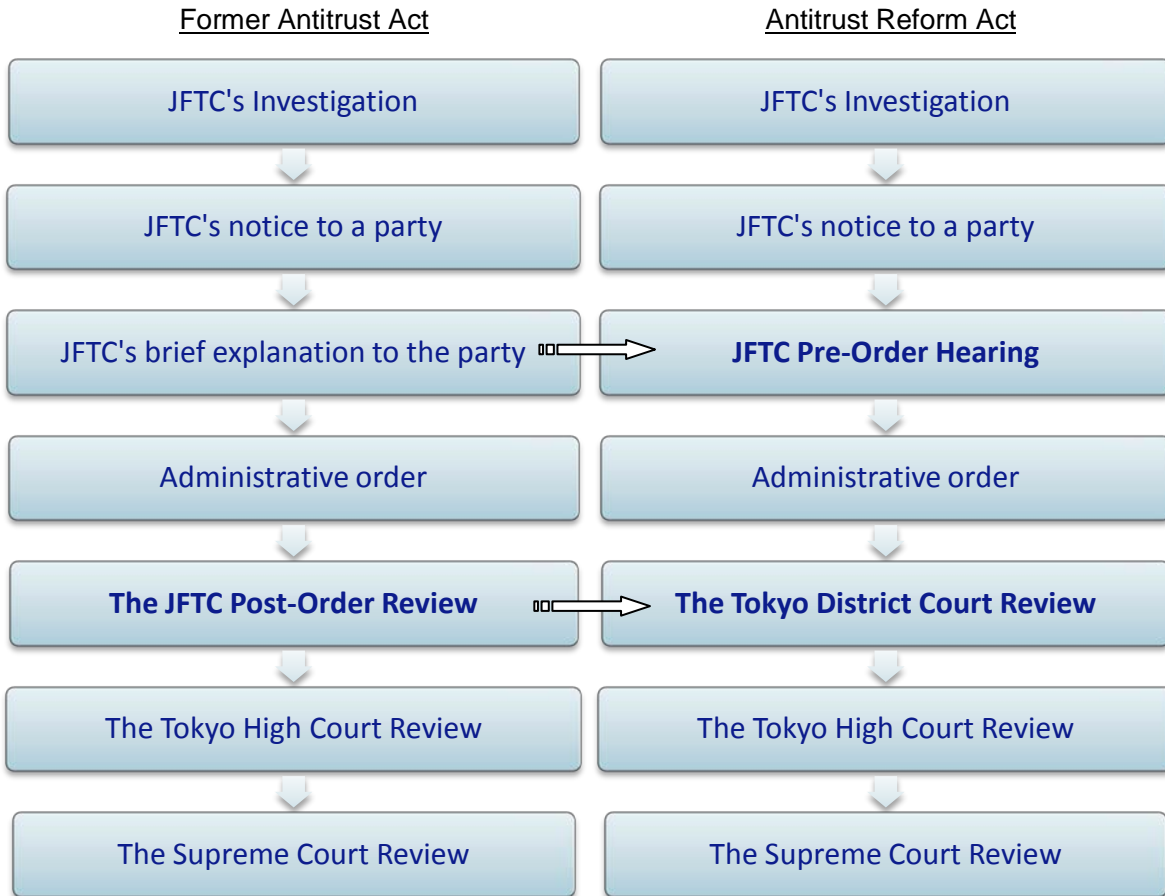 Former Antitrust Act
Antitrust Reform Act
JFTC's Investigation
JFTC's Investigation
JFTC's notice to a party
JFTC's notice to a party
JFTC's brief explanation to the party
JFTC Pre-Order Hearing
Administrative order
Administrative order
The JFTC Post-Order Review
The Tokyo District Court Review
The Tokyo High Court Review
The Tokyo High Court Review
The Supreme Court Review
The Supreme Court Review